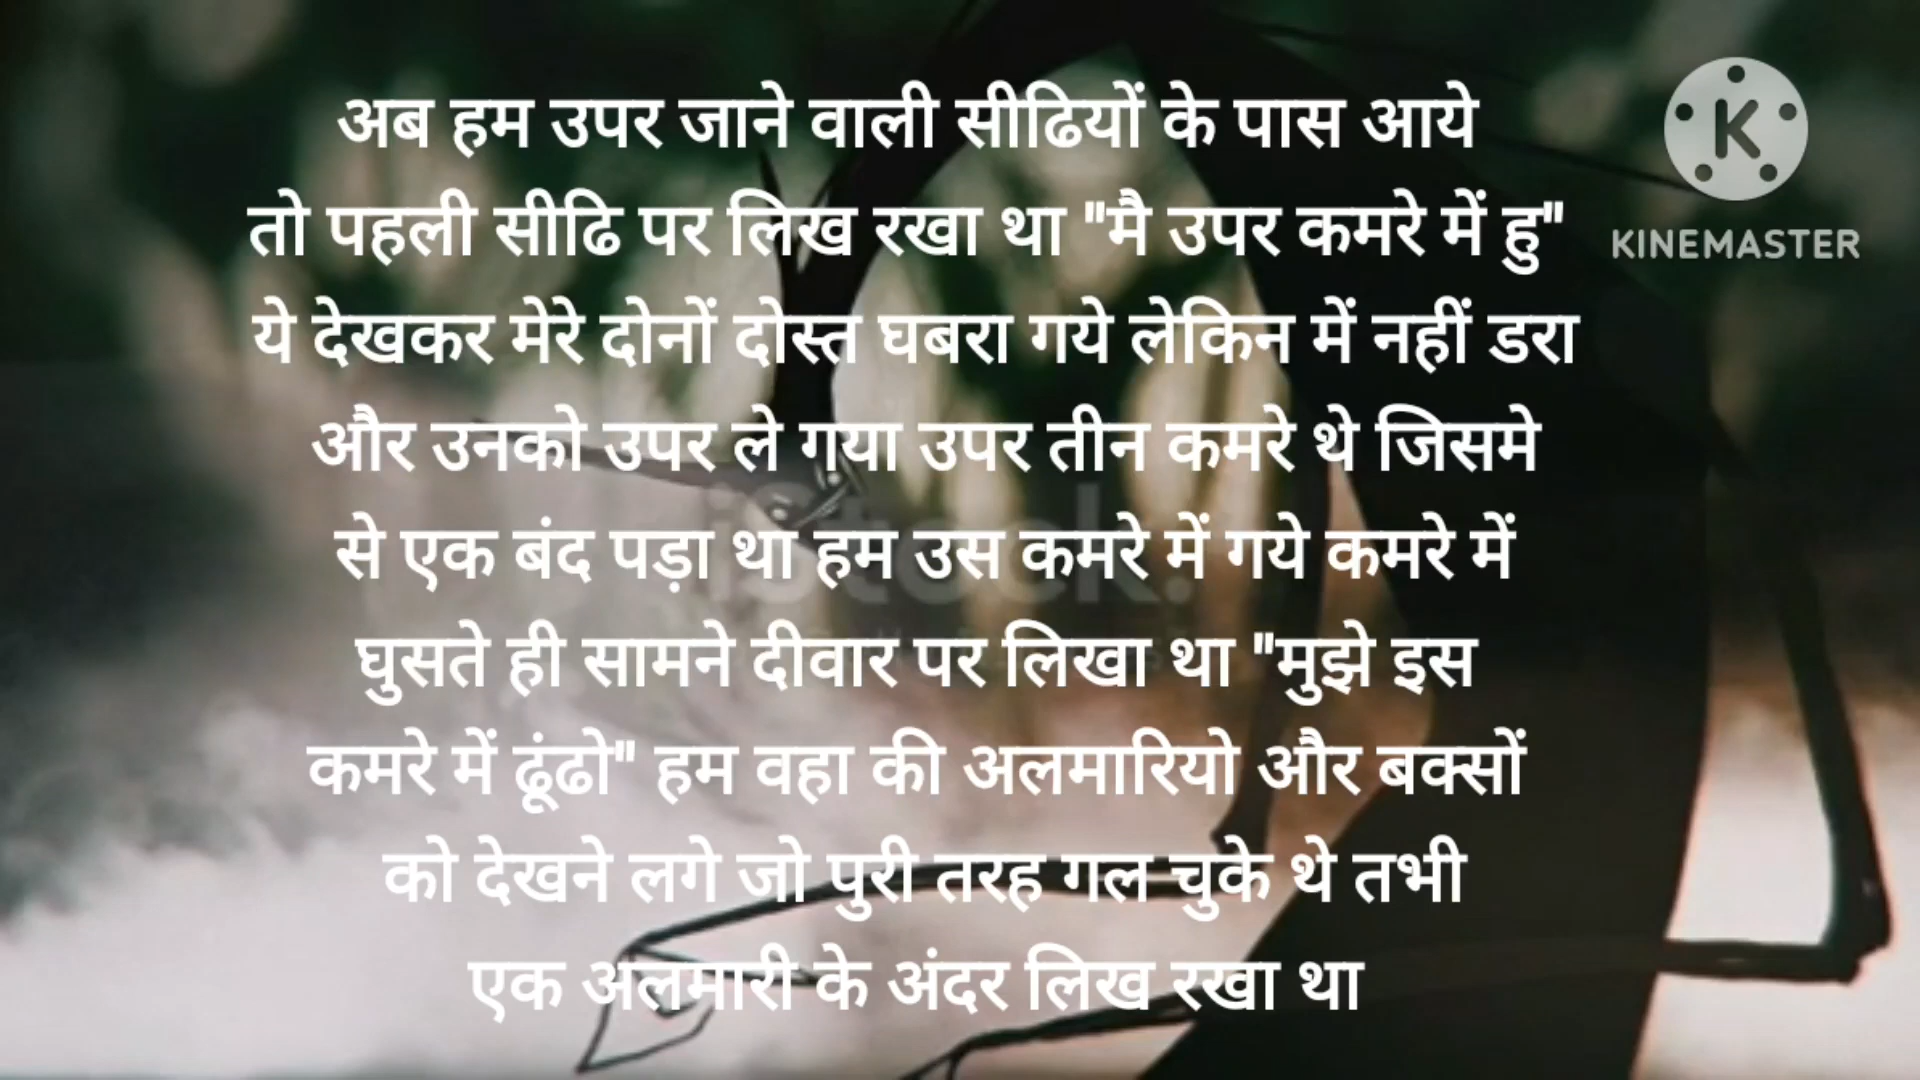 अब हम उपर जाने वाली सीढियों के पास आये
तो पहली सीढि पर लिख रखा था "मै उपर कमरे में हु"
ये देखकर मेरे दोनों दोस्त घबरा गये लेकिन में नहीं डरा
और उनको उपर ले गया उपर तीन कमरे थे जिसमे
से एक बंद पड़ा था हम उस कमरे में गये कमरे में
घुसते ही सामने दीवार पर लिखा था "मुझे इस
कमरे में ढूंढो" हम वहा की अलमारियो और बक्सों
को देखने लगे जो पुरी तरह गल चुके थे तभी
एक अलमारी के अंदर लिख रखा था
K
KINEMASTER
iStock.